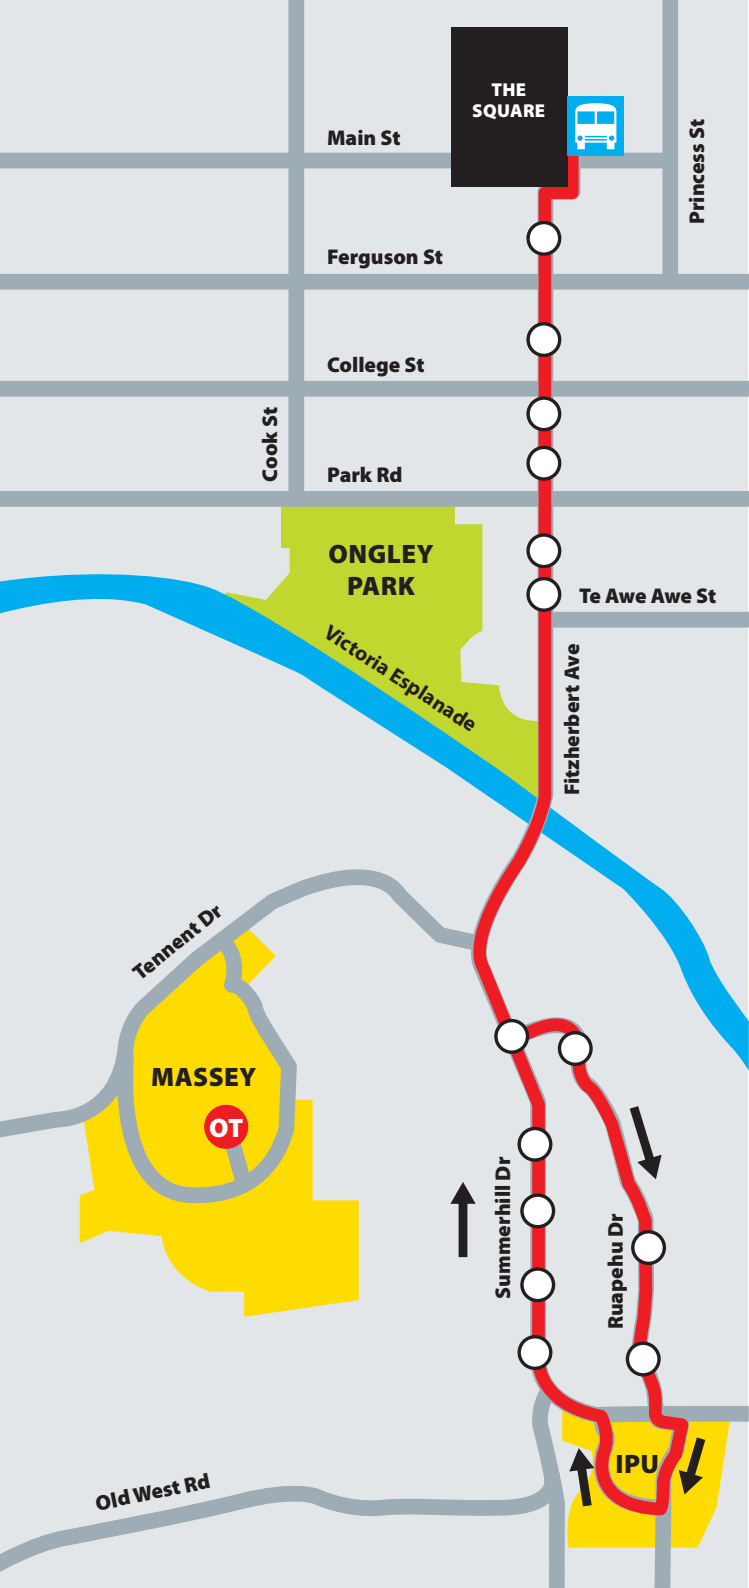 THE
SQUARE
Main St
Princess St
Ferguson St
College St
Cook St
Park Rd
ONGLEY
PARK
Te Awe Awe St
Victoria Esplanade
Fitzherbert Ave
Tennent Dr
MASSEY
OT
Summerhill Dr
Ruapehu Dr
IPU
Old West Rd